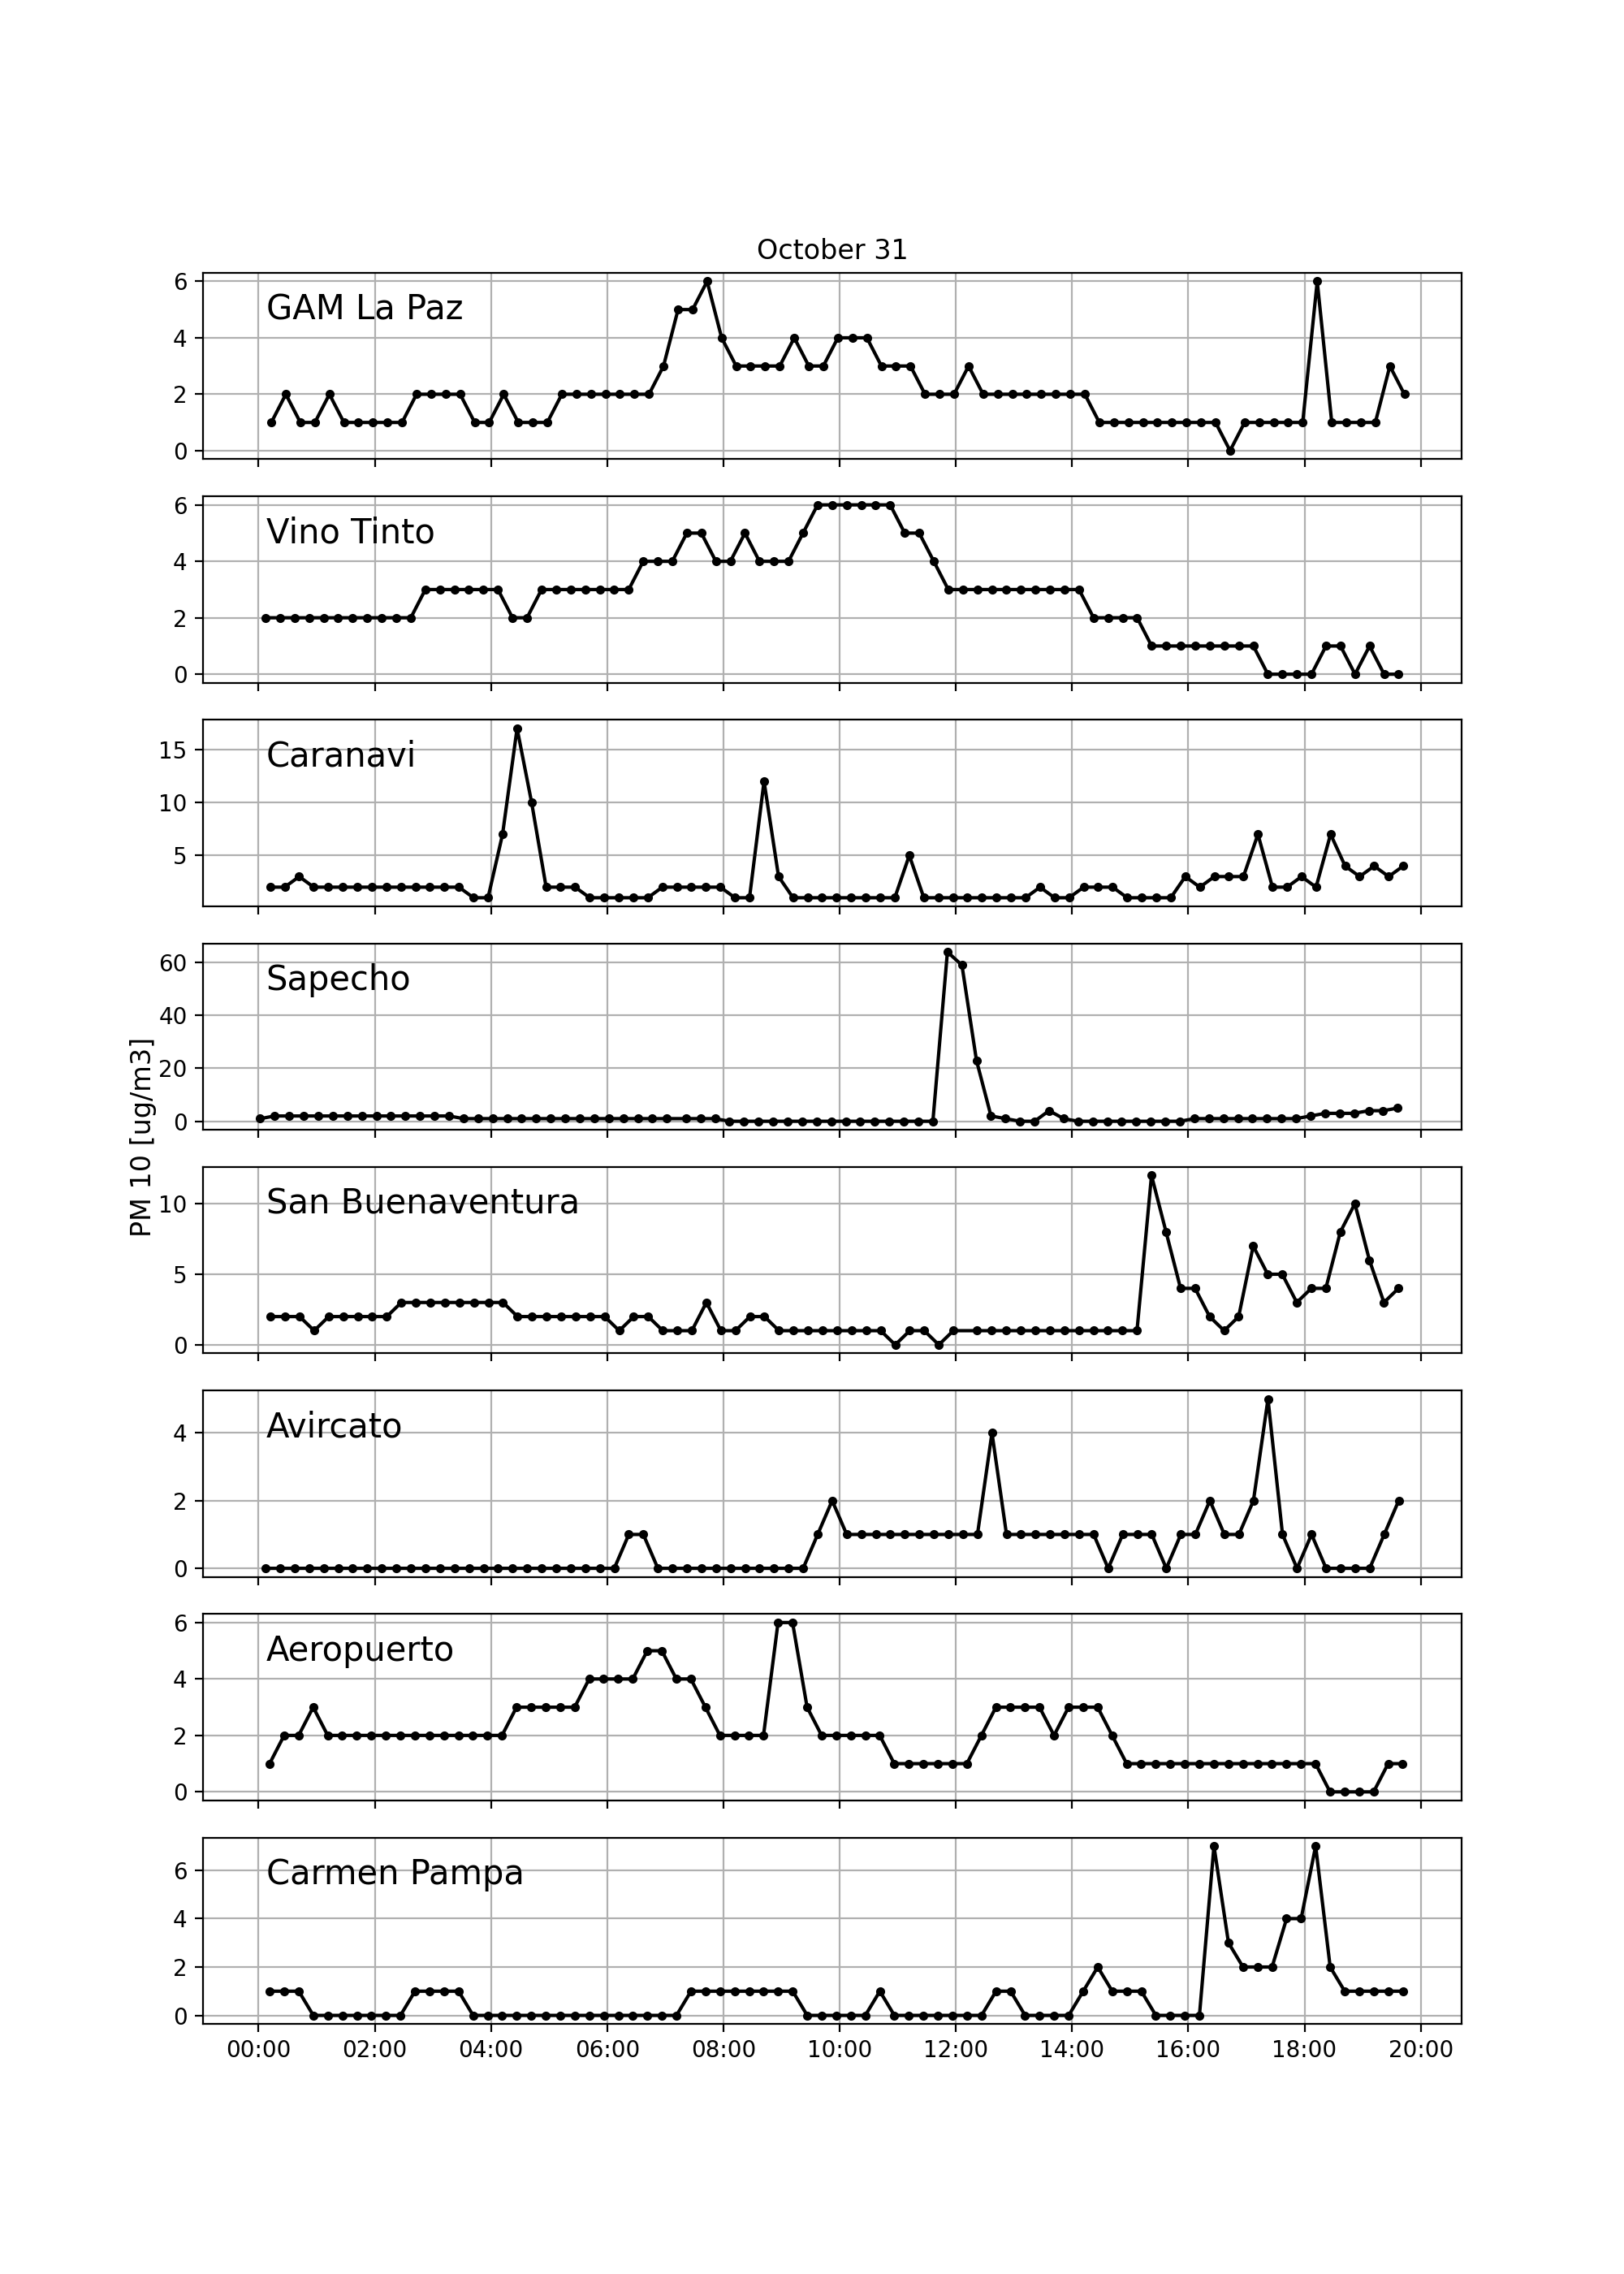 October 31
6
4
2
0
GAM La Paz
6
4
2
0
Vino Tinto
15
10
5
Caranavi
60
40
20
0
Sapecho
PM 10 [ug/m3]
10
5
0
San Buenaventura
4
2
0
Avircato
6
4
2
0
Aeropuerto
6
4
2
0
Carmen Pampa
00:00 02:00 04:00 06:00 08:00 10:00 12:00 14:00 16:00 18:00 20:00